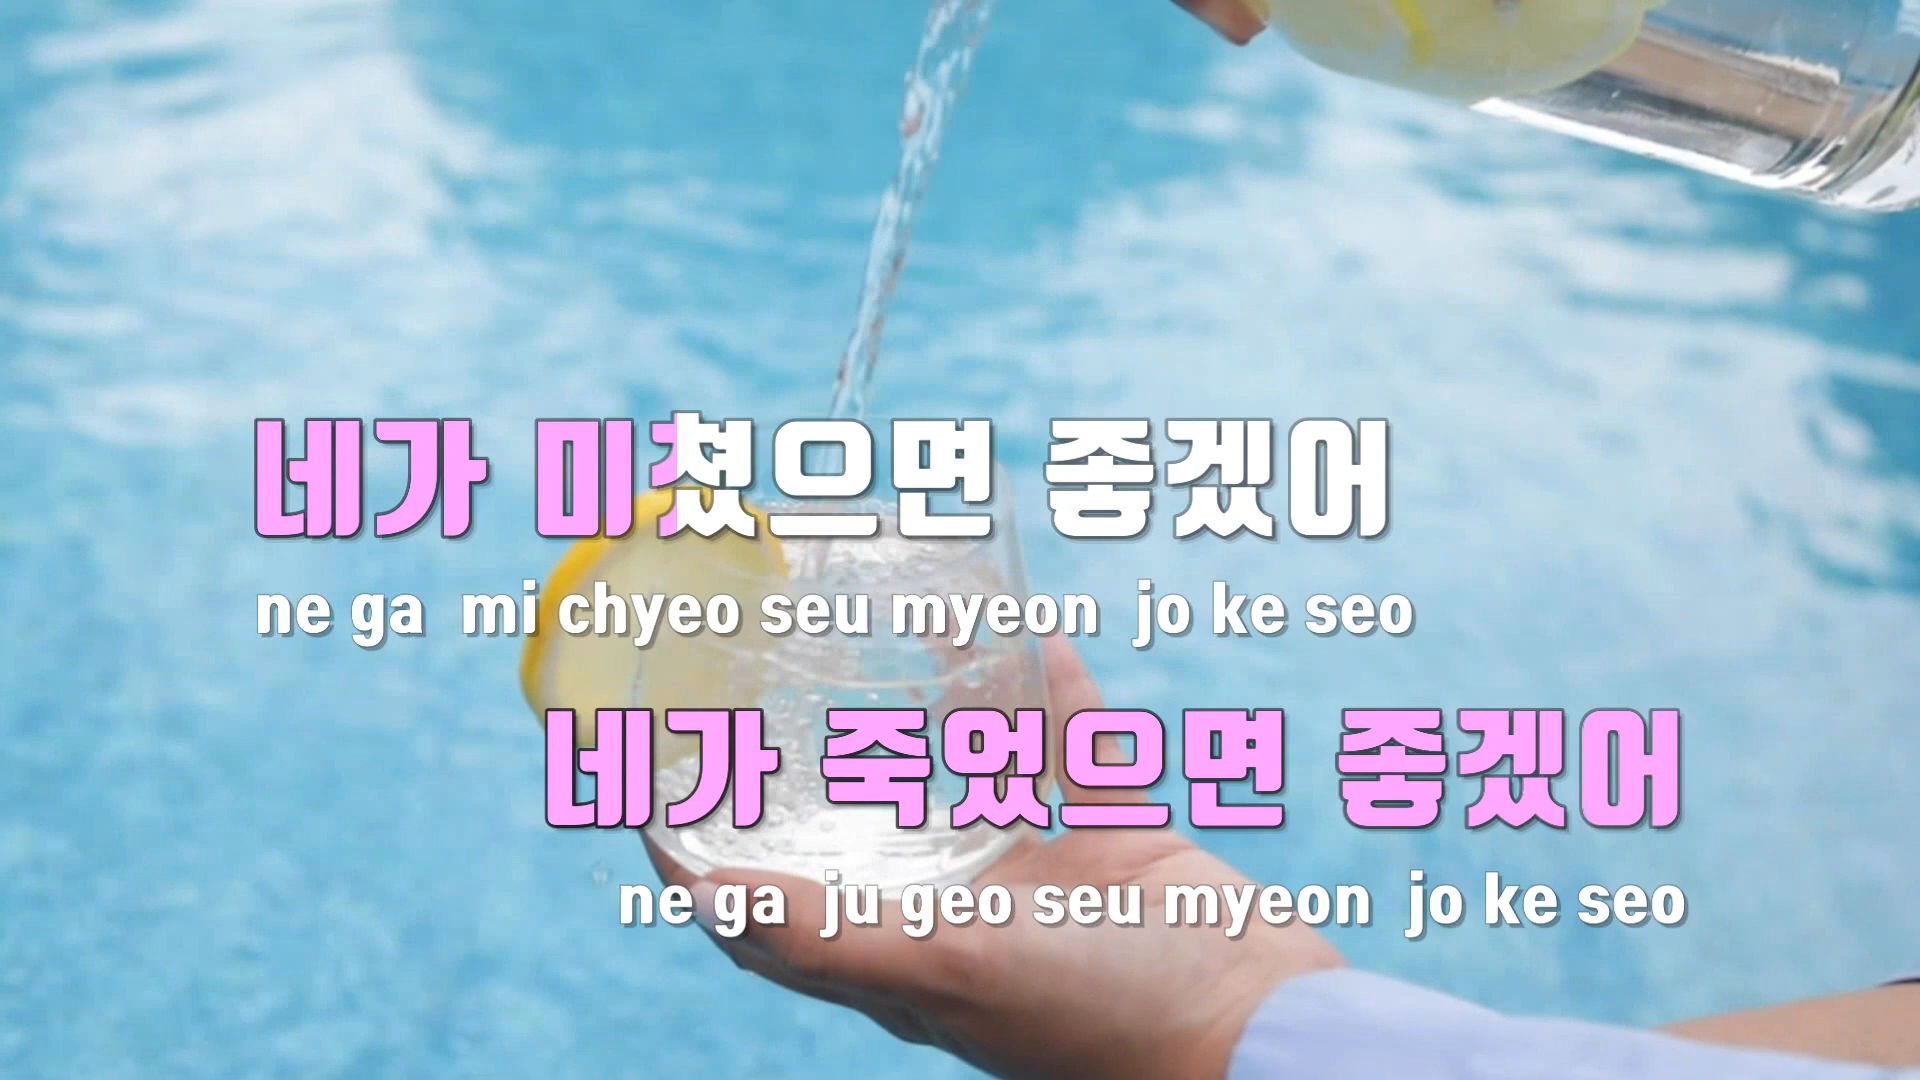 네가 미쳤으면 좋겠어
ne ga mi chyeo seu myeon jo ke seo
네가 죽었으면 좋겠어
ne ga ju geo seu myeon jo ke seo